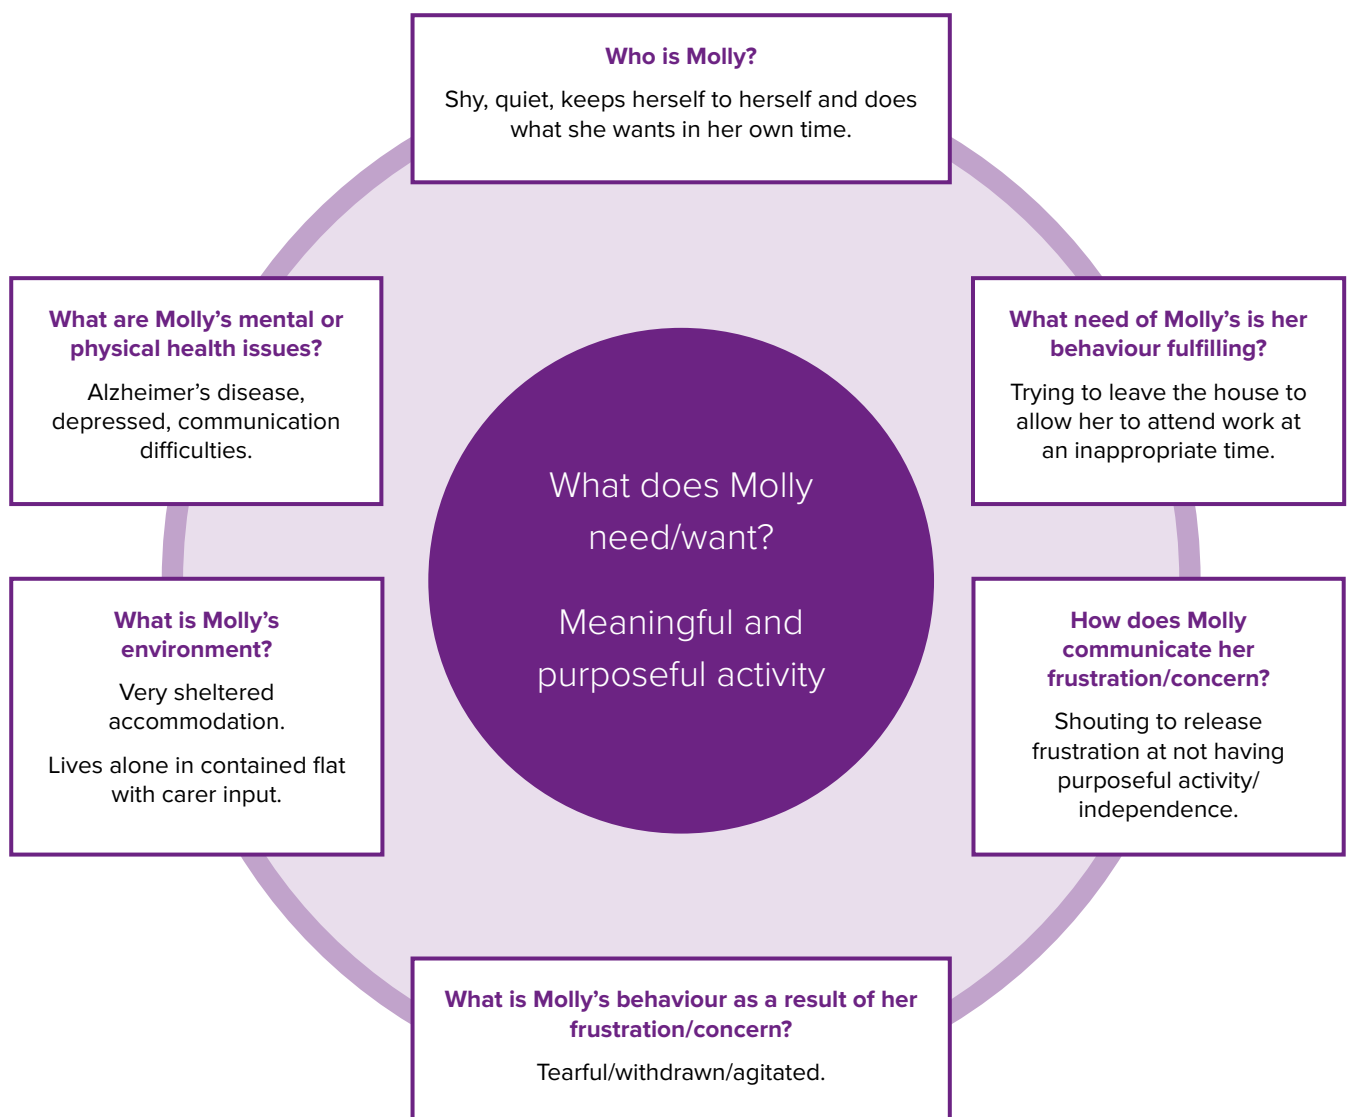 Who is Molly?
Shy, quiet, keeps herself to herself and does
what she wants in her own time.
What are Molly’s mental or
physical health issues?
Alzheimer’s disease,
depressed, communication
difficulties.
What need of Molly’s is her
behaviour fulfilling?
Trying to leave the house to
allow her to attend work at
an inappropriate time.
What does Molly
need/want?
Meaningful and
purposeful activity
What is Molly’s
environment?
Very sheltered
accommodation.
Lives alone in contained flat
with carer input.
How does Molly
communicate her
frustration/concern?
Shouting to release
frustration at not having
purposeful activity/
independence.
What is Molly’s behaviour as a result of her
frustration/concern?
Tearful/withdrawn/agitated.